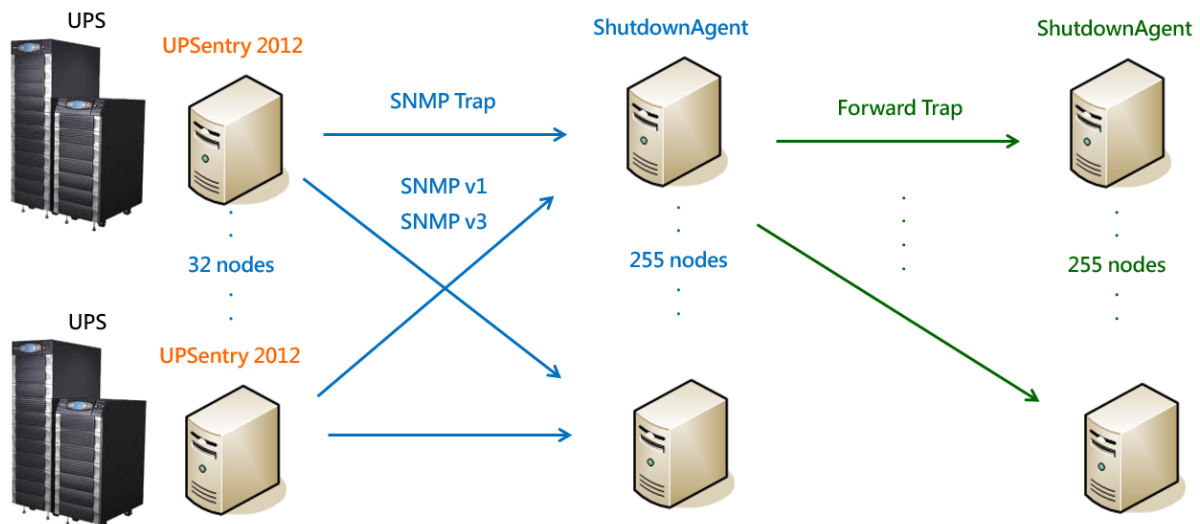 UPS
UPSentry 2012
ShutdownAgent
ShutdownAgent
SNMP Trap
Forward Trap
SNMP v1
SNMP v3
32 nodes
255 nodes
255 nodes
UPS
UPSentry 2012